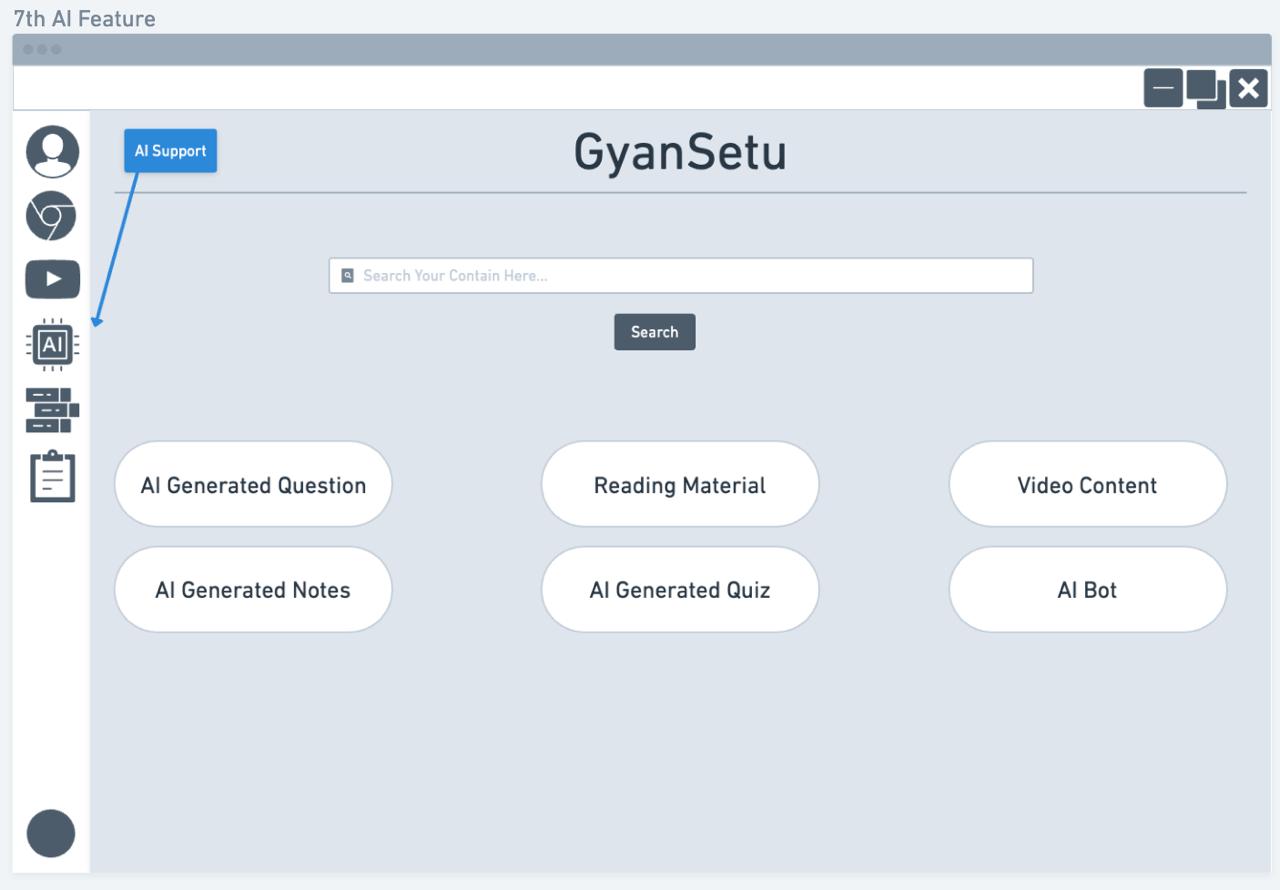 7th AI Feature
AI Support
GyanSetu
Search Your Contain Here...
Search
AI
AI Generated Question
Reading Material
Video Content
AI Generated Notes
AI Generated Quiz
AI Bot